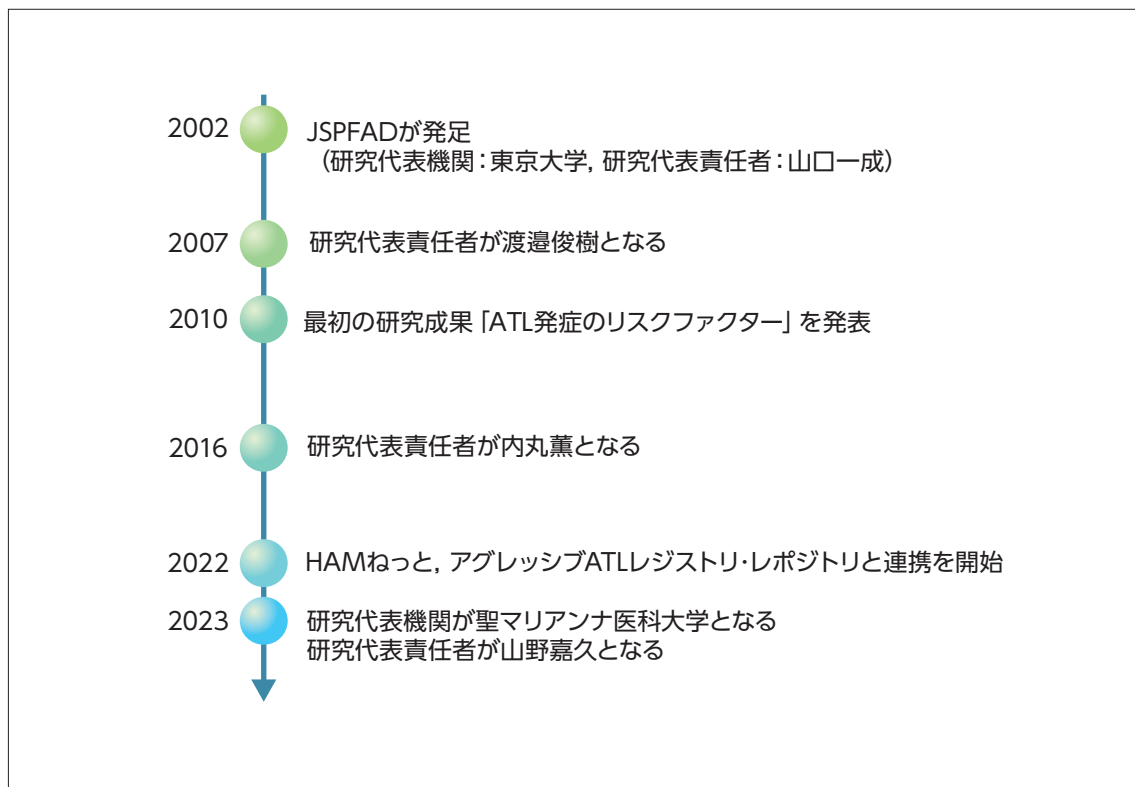 2002
JSPFADが発足
（研究代表機関：東京大学, 研究代表責任者：山口一成）
2007
研究代表責任者が渡邉俊樹となる
2010
最初の研究成果「ATL発症のリスクファクター」を発表
2016
研究代表責任者が内丸薫となる
2022
HAMねっと, アグレッシブATLレジストリ・レポジトリと連携を開始
2023
研究代表機関が聖マリアンナ医科大学となる
研究代表責任者が山野嘉久となる